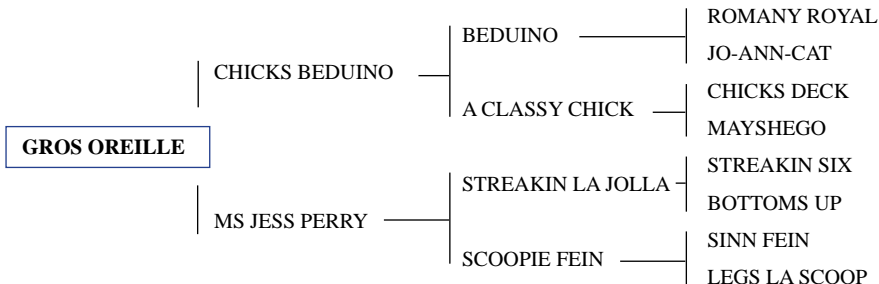 GROS OREILLE
CHICKS BEDUINO
MS JESS PERRY
BEDUINO
A CLASSY CHICK
STREAKIN LA JOLLA
SCOOPIE FEIN
ROMANY ROYAL
JO-ANN-CAT
CHICKS DECK
MAYSHEGO
STREAKIN SIX
BOTTOMS UP
SINN FEIN
LEGS LA SCOOP